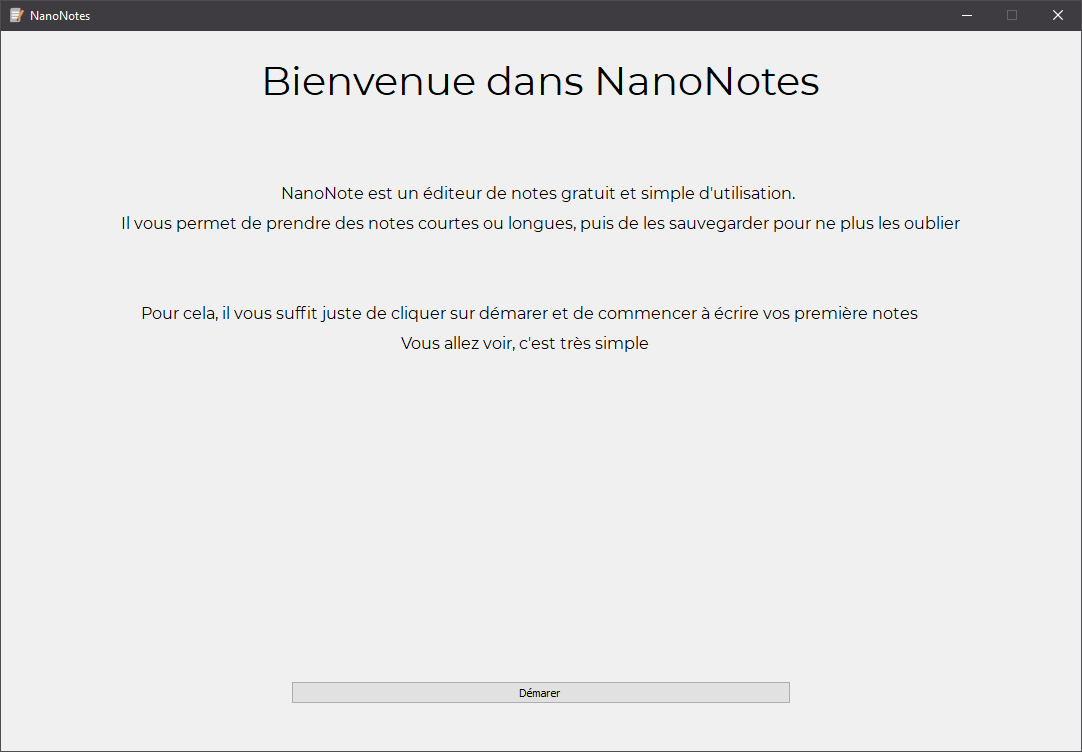 NanoNotes
Bienvenue dans NanoNotes
NanoNote est un éditeur de notes gratuit et simple d'utilisation.
Il vous permet de prendre des notes courtes ou longues, puis de les sauvegarder pour ne plus les oublier
Pour cela, il vous suffit juste de cliquer sur démarer et de commencer à écrire vos première notes
Vous allez voir, c'est très simple
Démarer